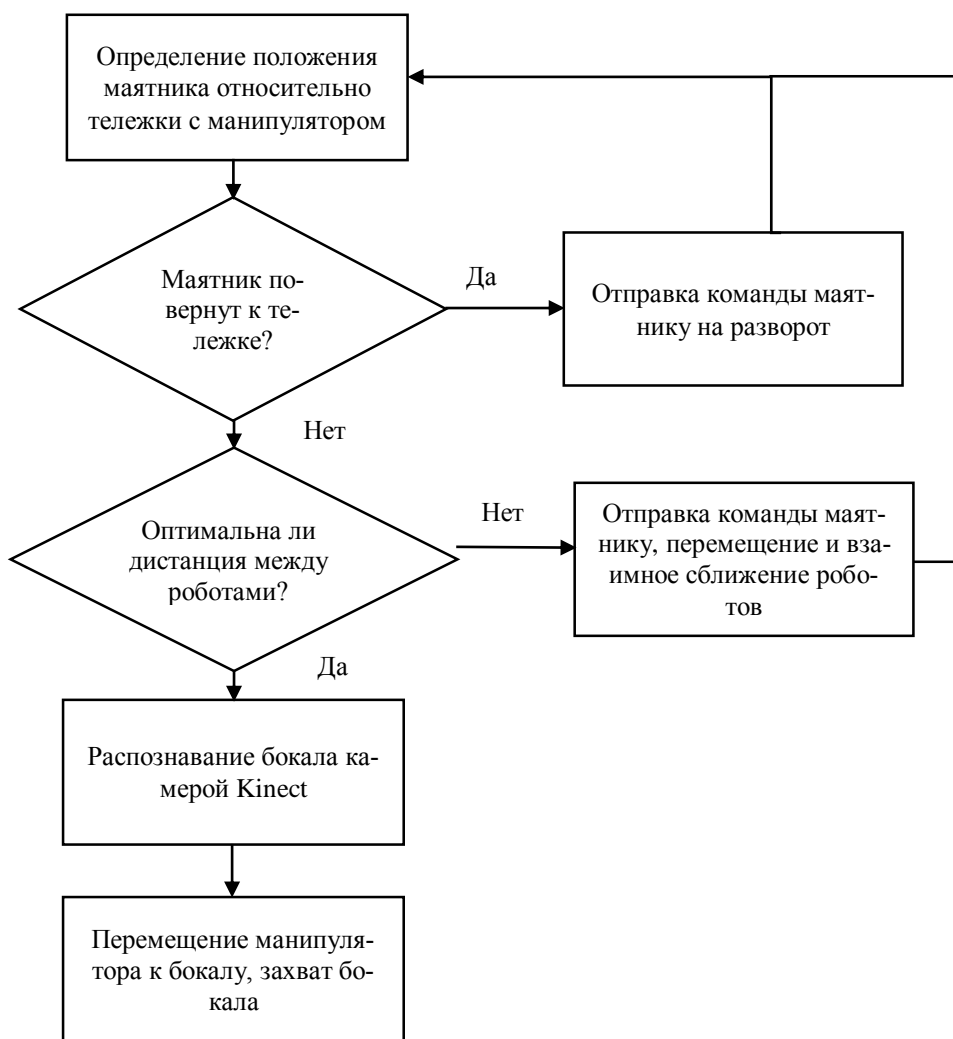 Определение положения
маятника относительно
тележки с манипулятором
Маятник по-
вернут к те-
лежке?
Да
Отправка команды маят-
нику на разворот
Нет
Оптимальна ли
дистанция между
роботами?
Нет
Отправка команды маят-
нику, перемещение и вза-
имное сближение робо-
тов
Да
Распознавание бокала ка-
мерой Kinect
Перемещение манипуля-
тора к бокалу, захват бо-
кала